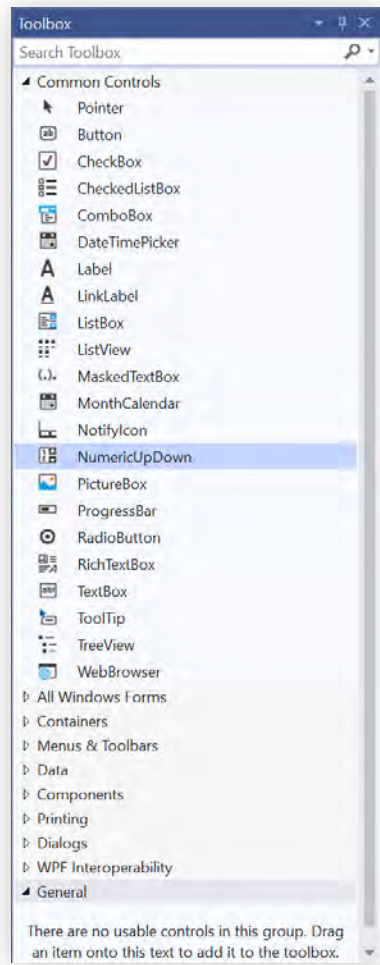 Toolbox
Search Toolbox
Common Controls
Pointer
Button
CheckBox
CheckedListBox
ComboBox
DateTimePicker
Label
LinkLabel
ListBox
ListView
MaskedTextBox
MonthCalendar
NotifyIcon
NumericUpDown
PictureBox
ProgressBar
RadioButton
RichTextBox
TextBox
ToolTip
TreeView
WebBrowser
All Windows Forms
Containers
Menus & Toolbars
Data
Components
Printing
Dialogs
WPF Interoperability
General
There are no usable controls in this group. Drag
an item onto this text to add it to the toolbox.